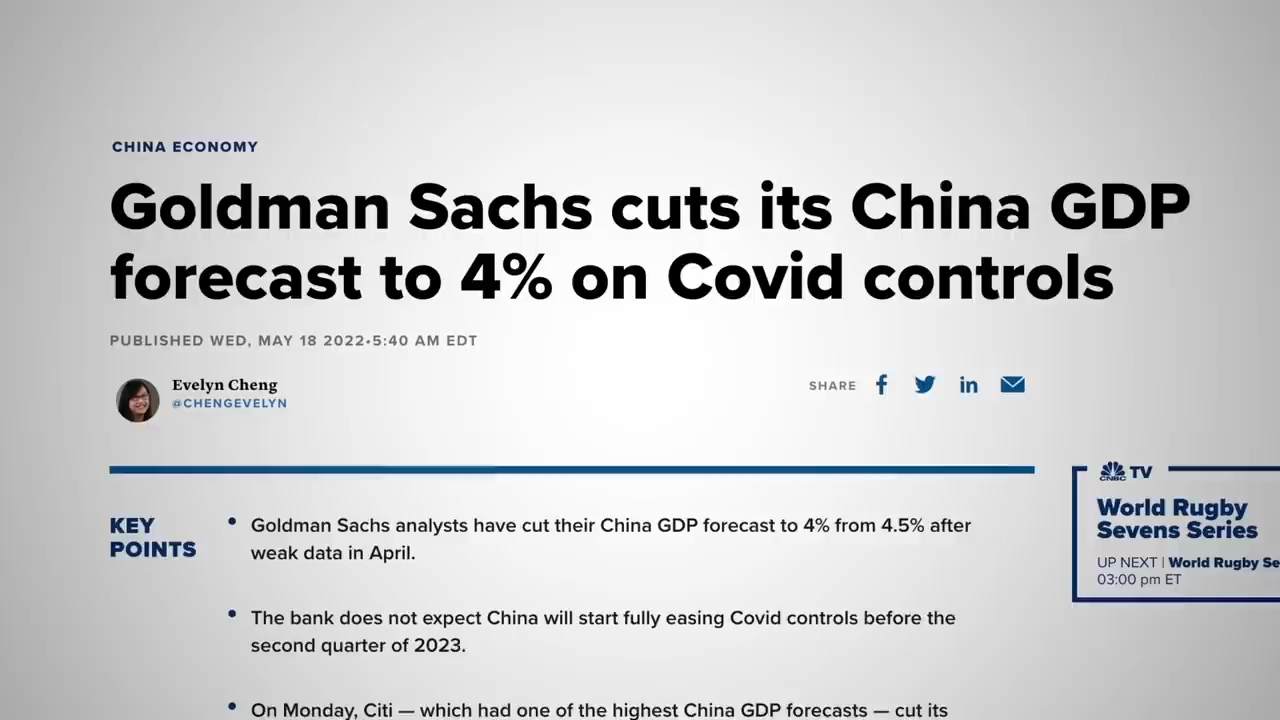 CHINA ECONOMY
Goldman Sachs cuts its China GDP
forecast to 4% on Covid controls
PUBLISHED WED, MAY 18 2022•5:40 AM EDT
Evelyn Cheng
@CHENGEVELYN
SHARE
KEY
POINTS
• Goldman Sachs analysts have cut their China GDP forecast to 4% from 4.5% after
weak data in April.
• The bank does not expect China will start fully easing Covid controls before the
second quarter of 2023.
• On Monday, Citi — which had one of the highest China GDP forecasts — cut its
CNBC TV
World Rugby
Sevens Series
UP NEXT | World Rugby Se
03:00 pm ET